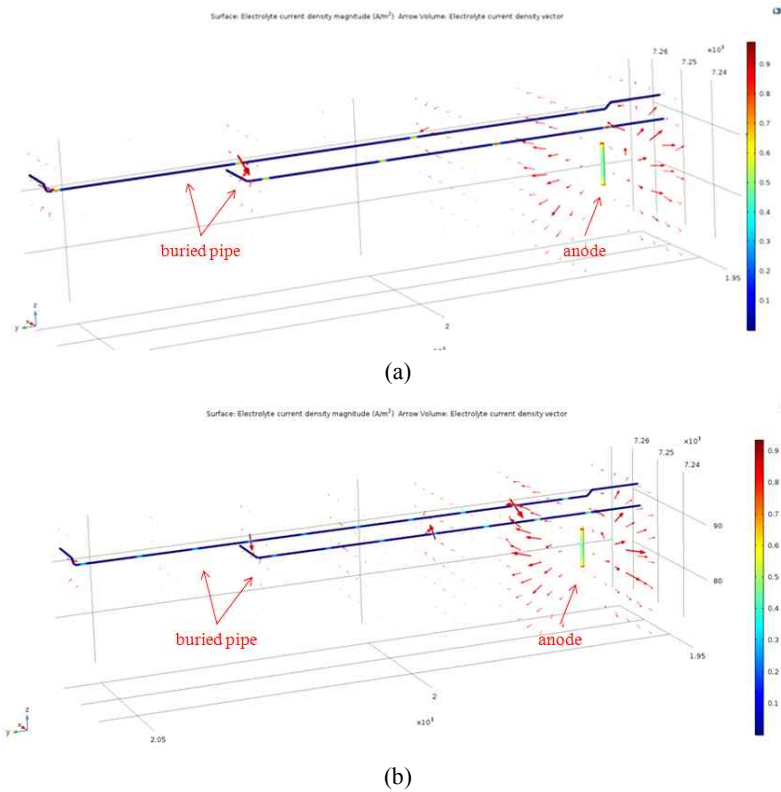 Surface: Electrolyte current density magnitude (A/m²) Arrow Volume: Electrolyte current density vector
×10³
7.26
7.25
7.24
0.9
0.8
0.7
0.6
0.5
0.4
0.3
0.2
0.1
buried pipe
anode
1.95
2
z
y
x
(a)
Surface: Electrolyte current density magnitude (A/m²) Arrow Volume: Electrolyte current density vector
7.26
×10³
7.25
7.24
0.9
0.8
0.7
0.6
0.5
0.4
0.3
0.2
0.1
90
80
buried pipe
anode
1.95
2
×10³
2.05
z
y
x
(b)